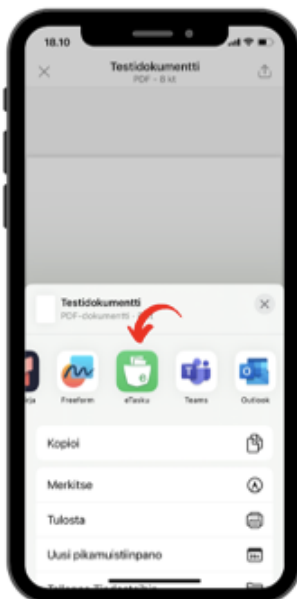 18.10
Testidokumentti
PDF - 8 kt
Testidokumentti
PDF-dokumentti
Freeform
eTasku
Teams
Outlook
Kopioi
Merkitse
Tulosta
Uusi pikamuistiinpano